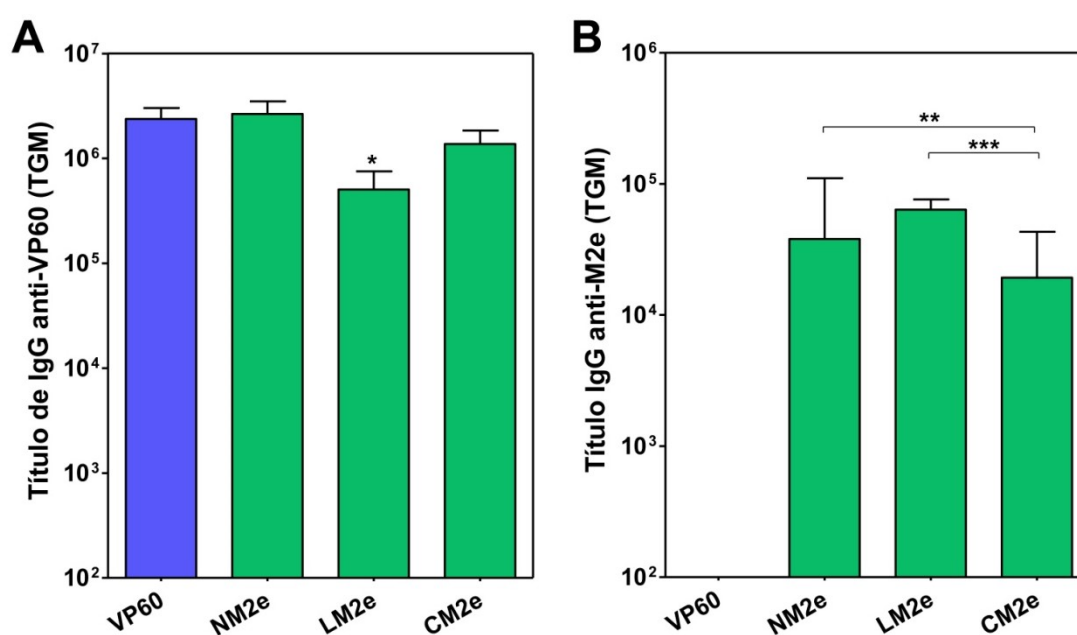 A
Título de IgG anti-VP60 (TGM)
10⁷
10⁶
10⁵
10⁴
10³
10²
*
VP60
NM2e
LM2e
CM2e
B
Título IgG anti-M2e (TGM)
10⁶
10⁵
10⁴
10³
10²
**
***
VP60
NM2e
LM2e
CM2e